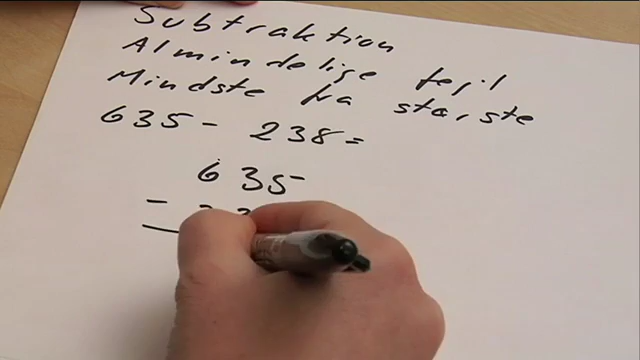 Subtraktion
Almindelige fejl
Mindste fra største
635 - 238 =
635
-